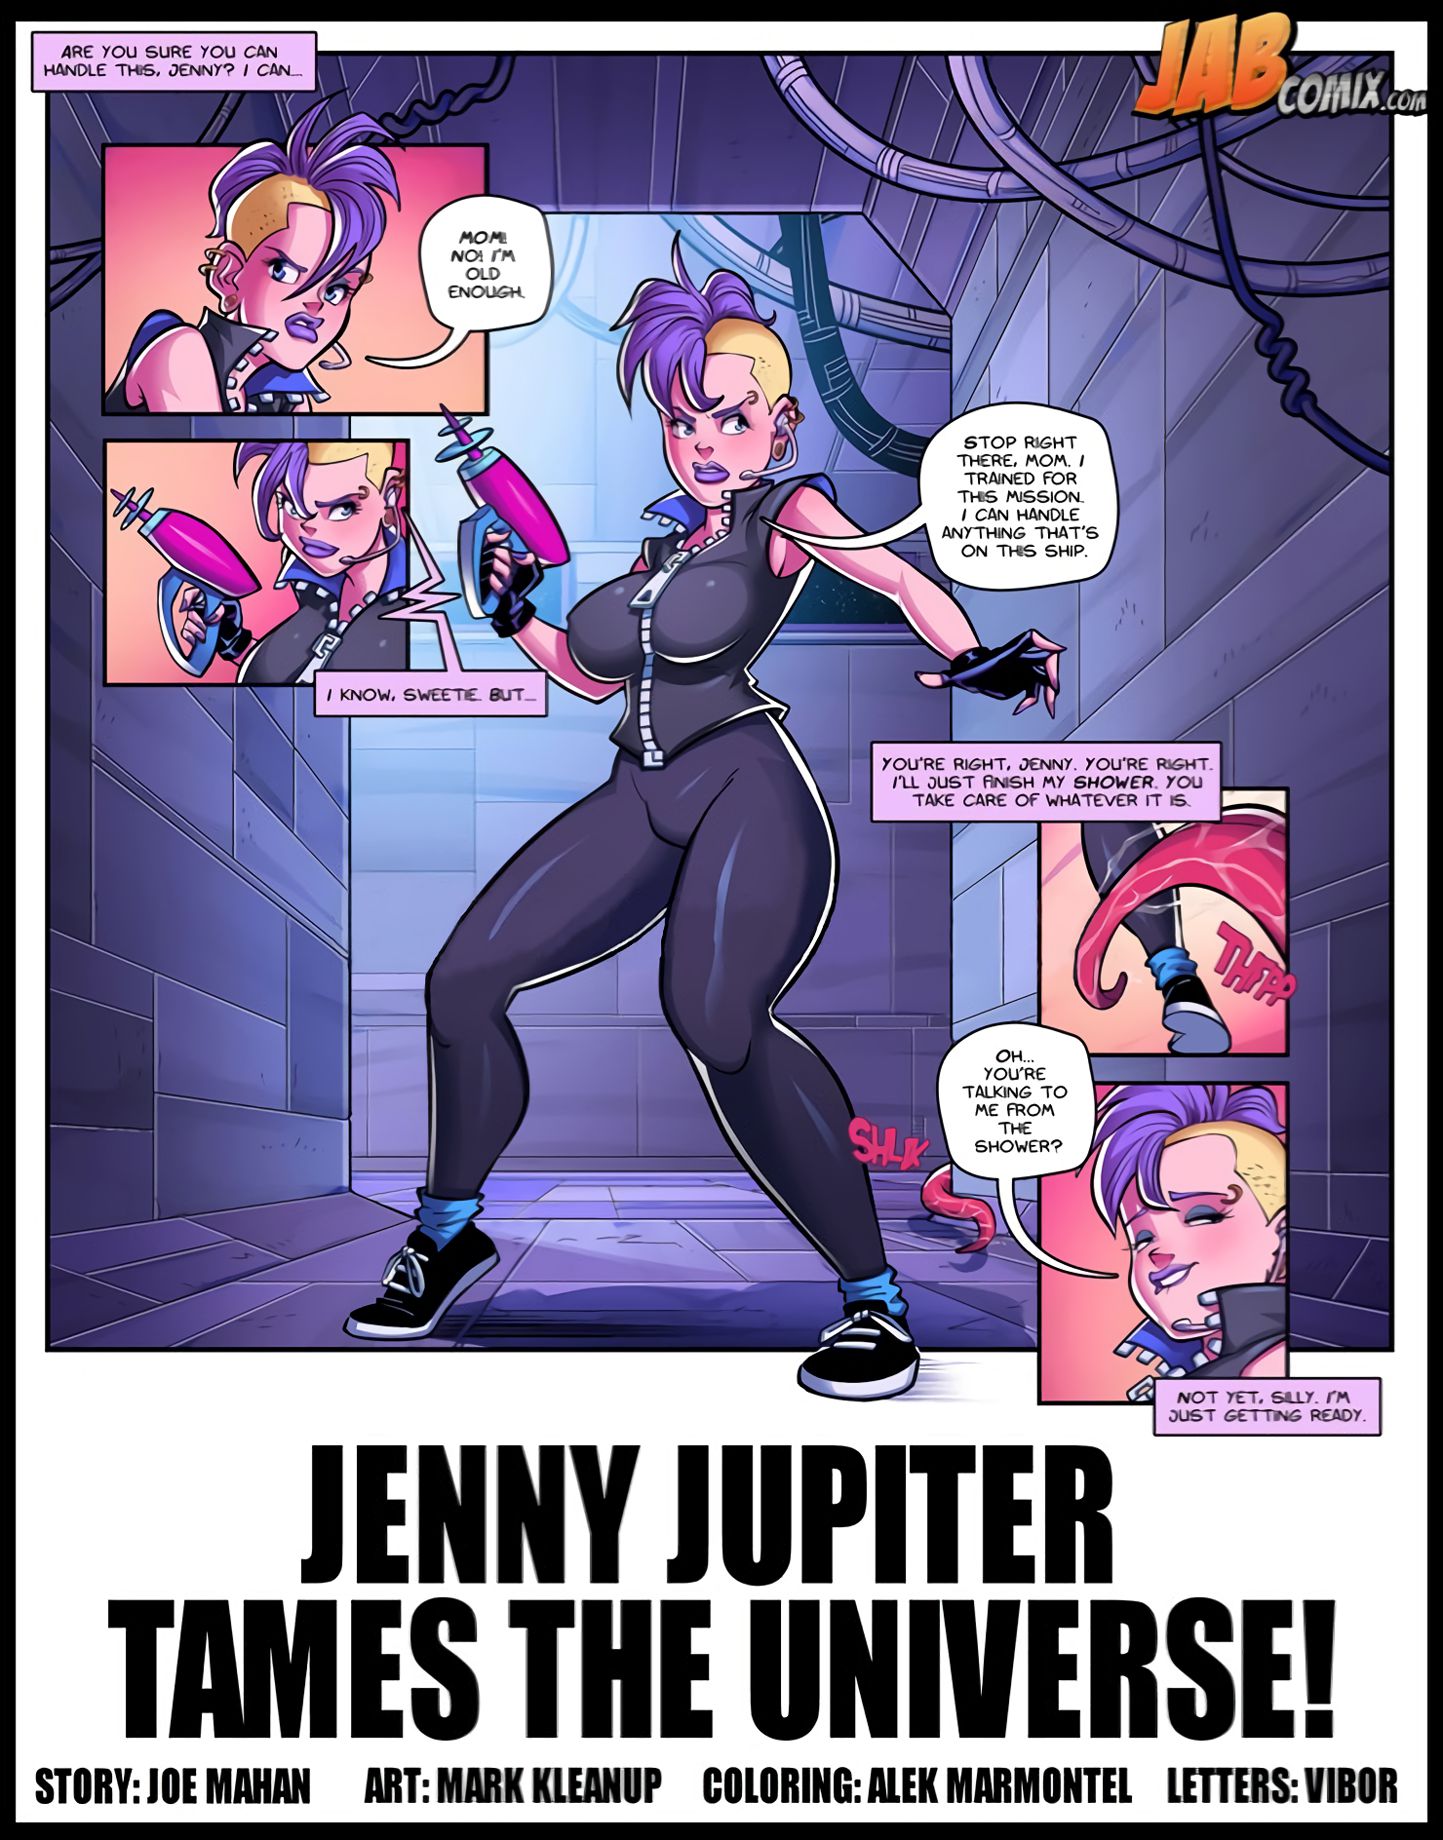 ARE YOU SURE YOU CAN
HANDLE THIS, JENNY? I CAN...
JAB
COMIX.COM
MOM!
NO! I'M
OLD
ENOUGH.
STOP RIGHT
THERE, MOM. I
TRAINED FOR
THIS MISSION.
I CAN HANDLE
ANYTHING THAT'S
ON THIS SHIP.
I KNOW, SWEETIE. BUT...
YOU'RE RIGHT, JENNY. YOU'RE RIGHT.
I'LL JUST FINISH MY SHOWER. YOU
TAKE CARE OF WHATEVER IT IS.
THFPP
OH...
YOU'RE
TALKING TO
ME FROM
THE
SHOWER?
SHLIK
NOT YET, SILLY. I'M
JUST GETTING READY.
JENNY JUPITER
TAMES THE UNIVERSE!
STORY: JOE MAHAN ART: MARK KLEANUP COLORING: ALEK MARMONTEL LETTERS: VIBOR